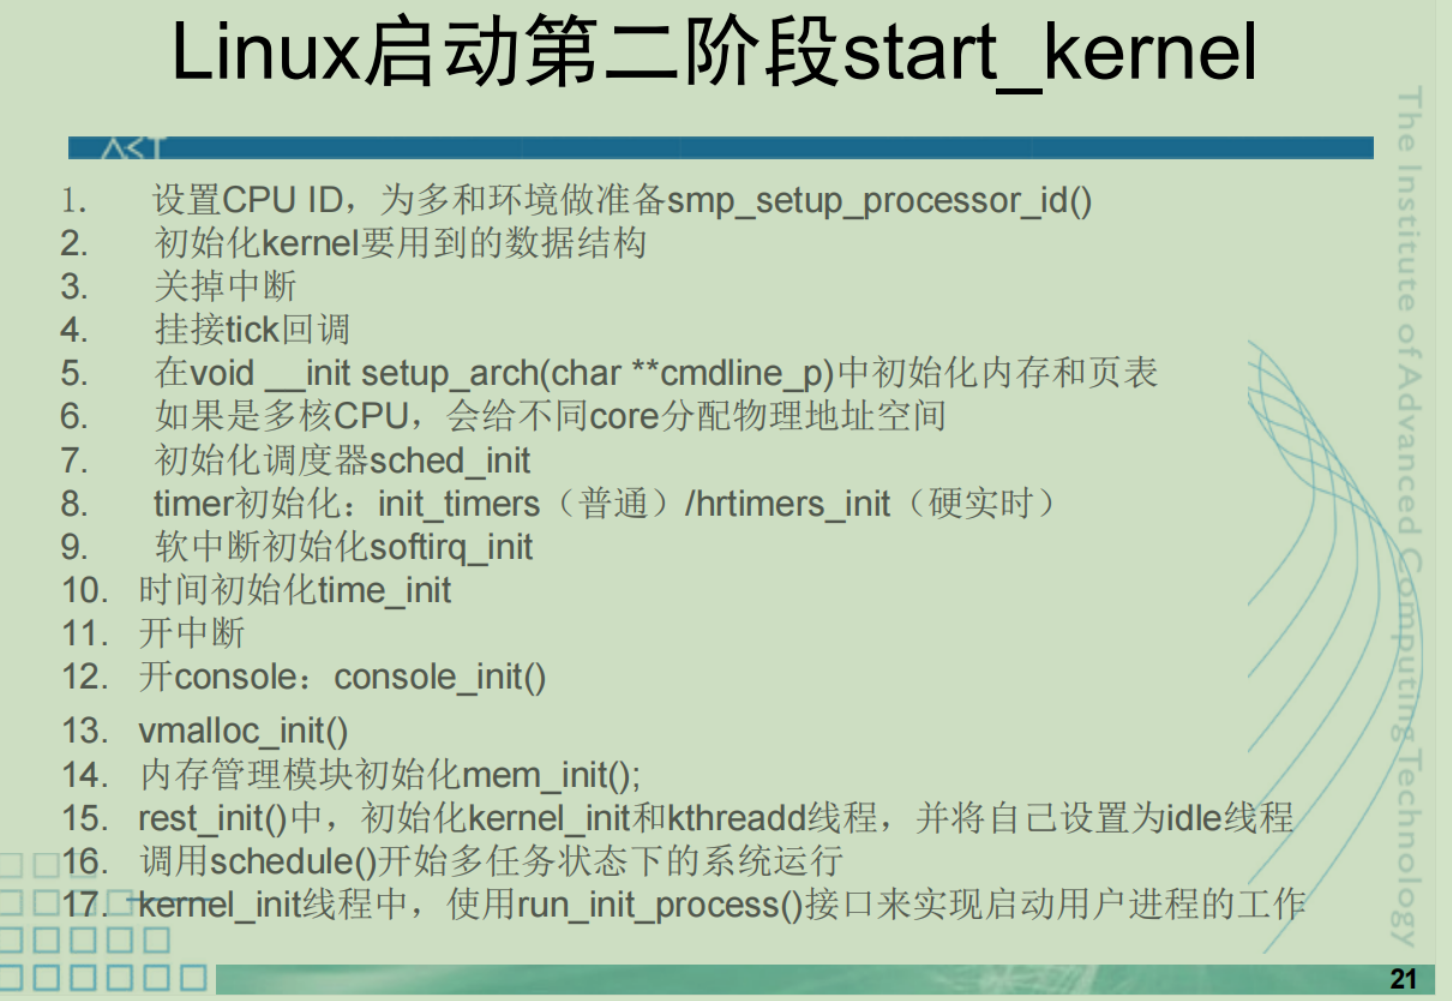 Linux启动第二阶段start_kernel
1. 设置CPU ID，为多和环境做准备smp_setup_processor_id()
2. 初始化kernel要用到的数据结构
3. 关掉中断
4. 挂接tick回调
5. 在void __init setup_arch(char **cmdline_p)中初始化内存和页表
6. 如果是多核CPU，会给不同core分配物理地址空间
7. 初始化调度器sched_init
8. timer初始化：init_timers（普通）/hrtimers_init（硬实时）
9. 软中断初始化softirq_init
10. 时间初始化time_init
11. 开中断
12. 开console：console_init()
13. vmalloc_init()
14. 内存管理模块初始化mem_init();
15. rest_init()中，初始化kernel_init和kthreadd线程，并将自己设置为idle线程
16. 调用schedule()开始多任务状态下的系统运行
17. kernel_init线程中，使用run_init_process()接口来实现启动用户进程的工作
The Institute of Advanced Computing Technology
21